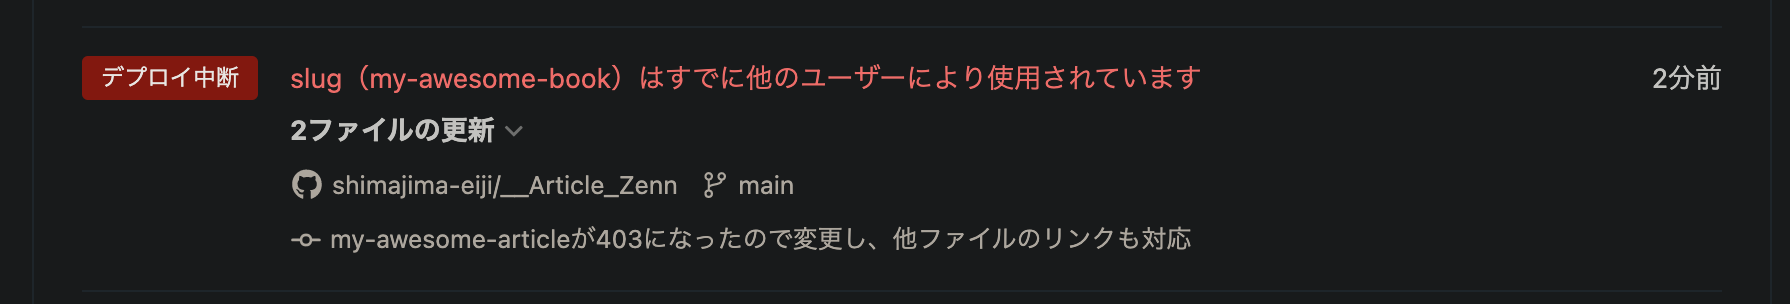 デプロイ中断 slug（my-awesome-book）はすでに他のユーザーにより使用されています 2分前
2ファイルの更新
shimajima-eiji/__Article_Zenn main
my-awesome-articleが403になったので変更し、他ファイルのリンクも対応